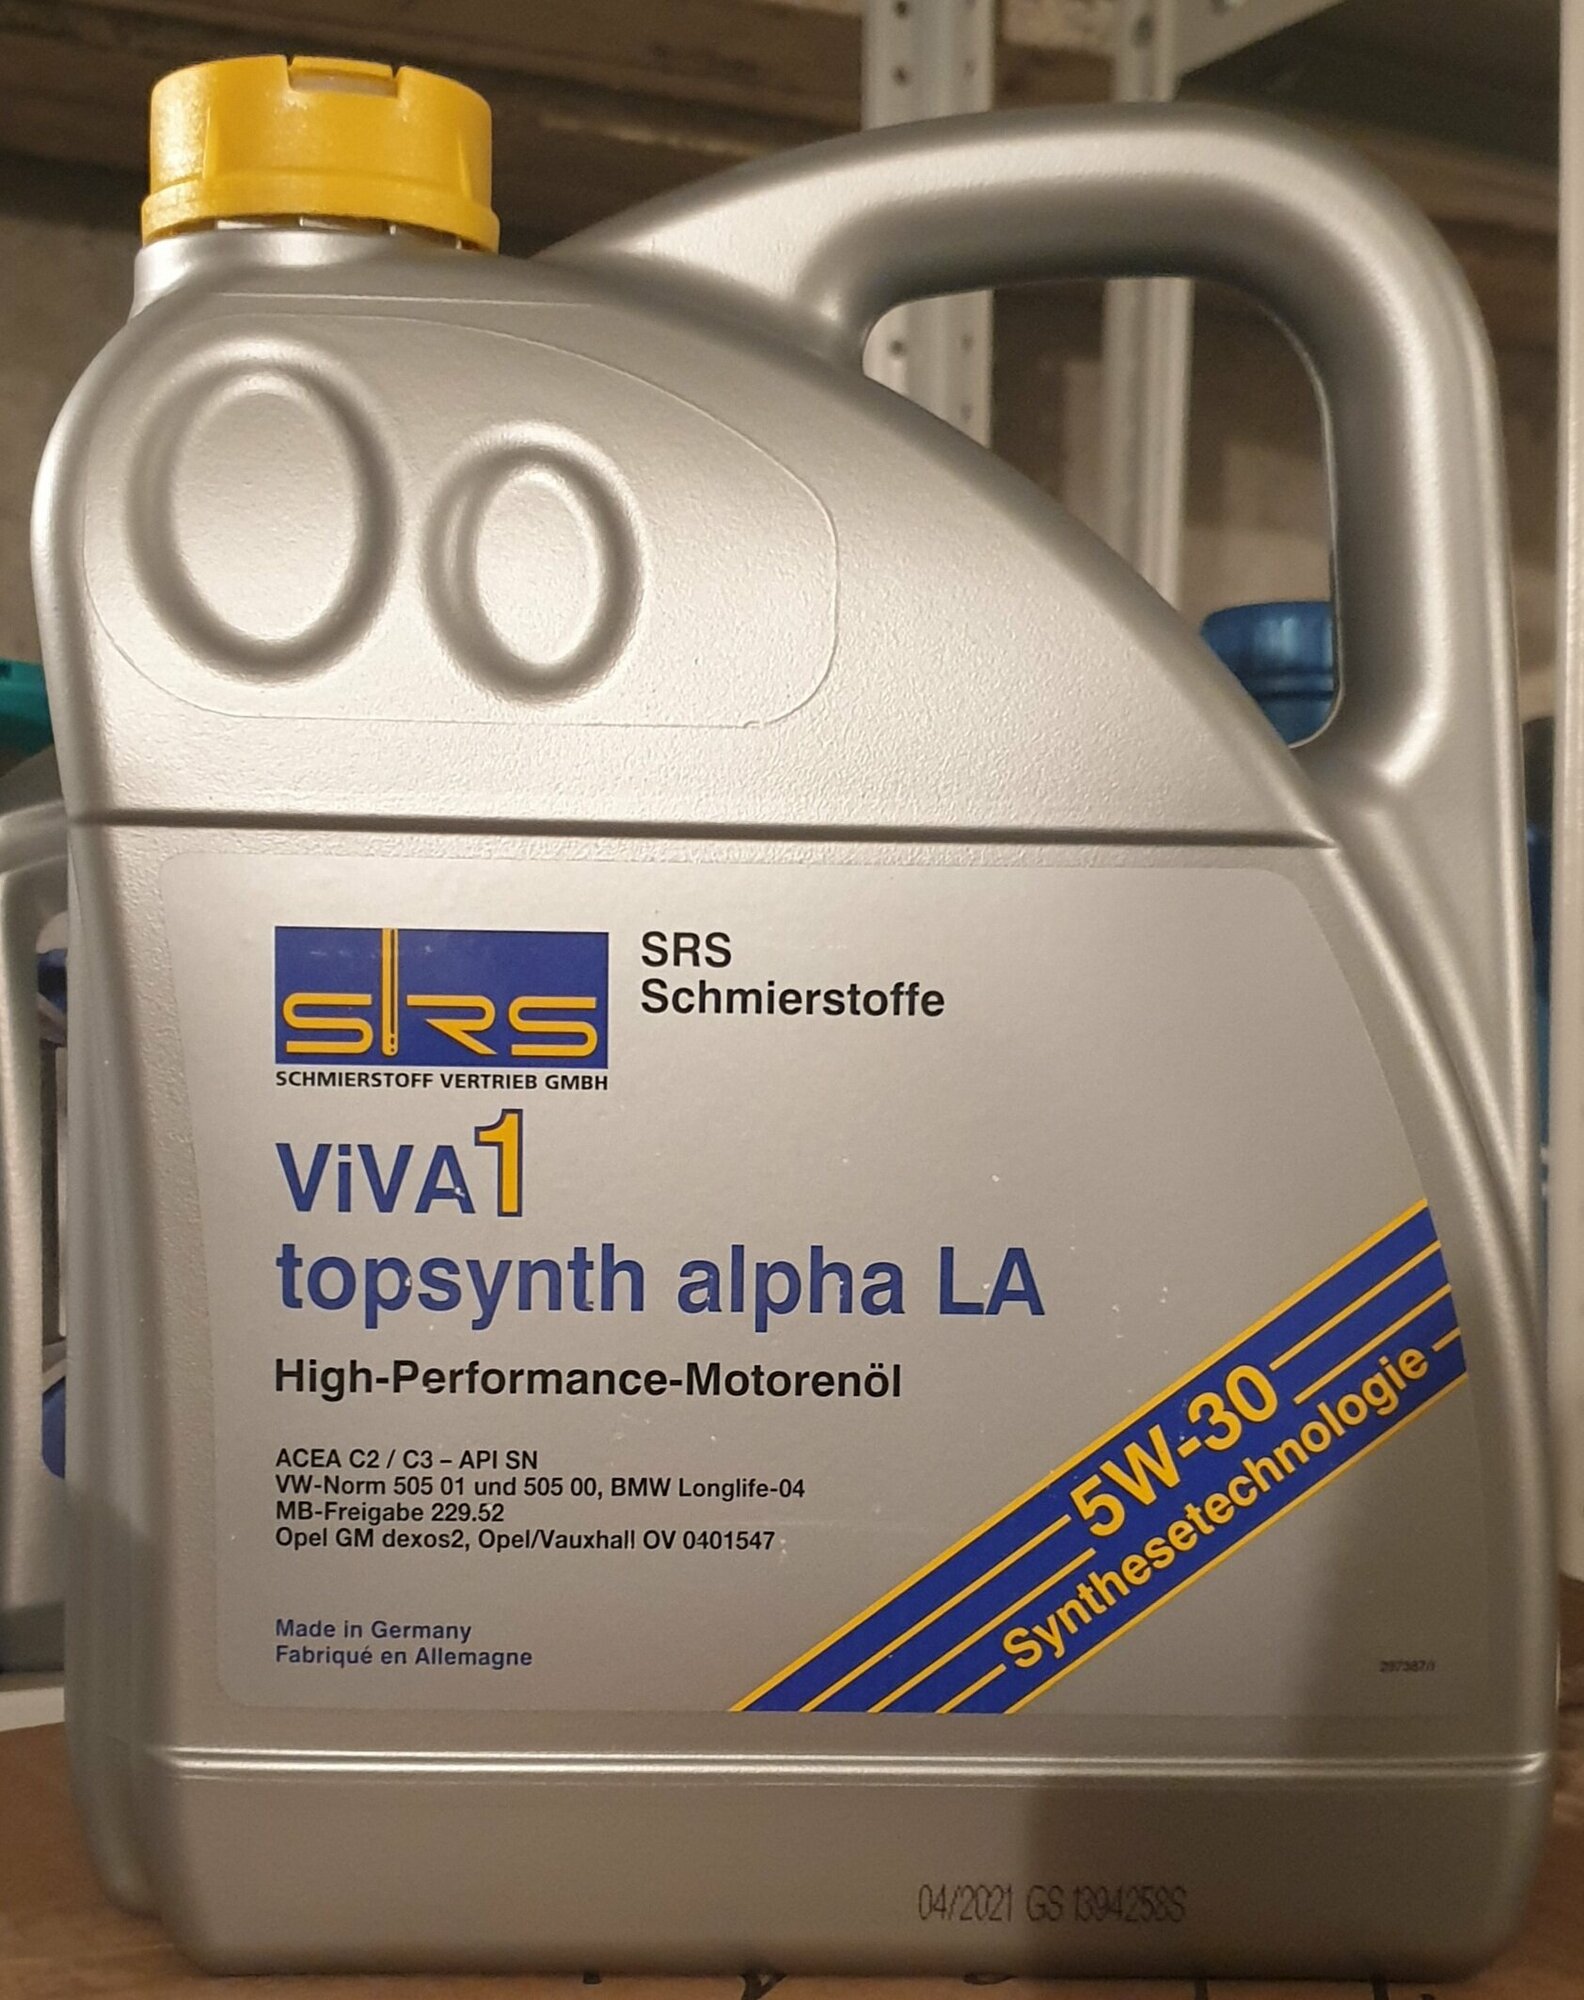 SRS
SCHMIERSTOFF VERTRIEB GMBH
SRS
Schmierstoffe
ViVA1
topsynth alpha LA
High-Performance-Motorenöl
ACEA C2 / C3 – API SN
VW-Norm 505 01 und 505 00, BMW Longlife-04
MB-Freigabe 229.52
Opel GM dexos2, Opel/Vauxhall OV 0401547
Made in Germany
Fabriqué en Allemagne
5W-30
Synthesetechnologie
04/2021 GS 1394258S